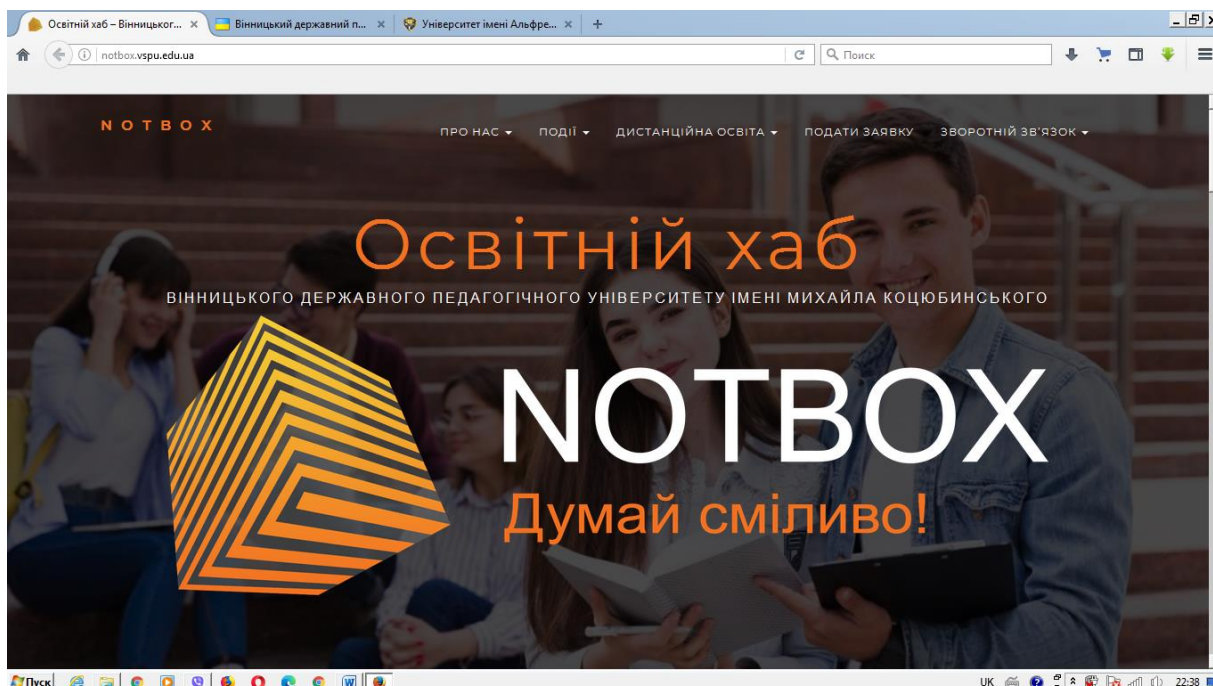 Освітній хаб – Вінницьког...
Вінницький державний п...
Університет імені Альфре...
notbox.vspu.edu.ua
Поиск
NOTBOX
ПРО НАС
ПОДІЇ
ДИСТАНЦІЙНА ОСВІТА
ПОДАТИ ЗАЯВКУ
ЗВОРОТНІЙ ЗВ'ЯЗОК
Освітній хаб
ВІННИЦЬКОГО ДЕРЖАВНОГО ПЕДАГОГІЧНОГО УНІВЕРСИТЕТУ ІМЕНІ МИХАЙЛА КОЦЮБИНСЬКОГО
NOTBOX
Думай сміливо!
Пуск
UK
22:38